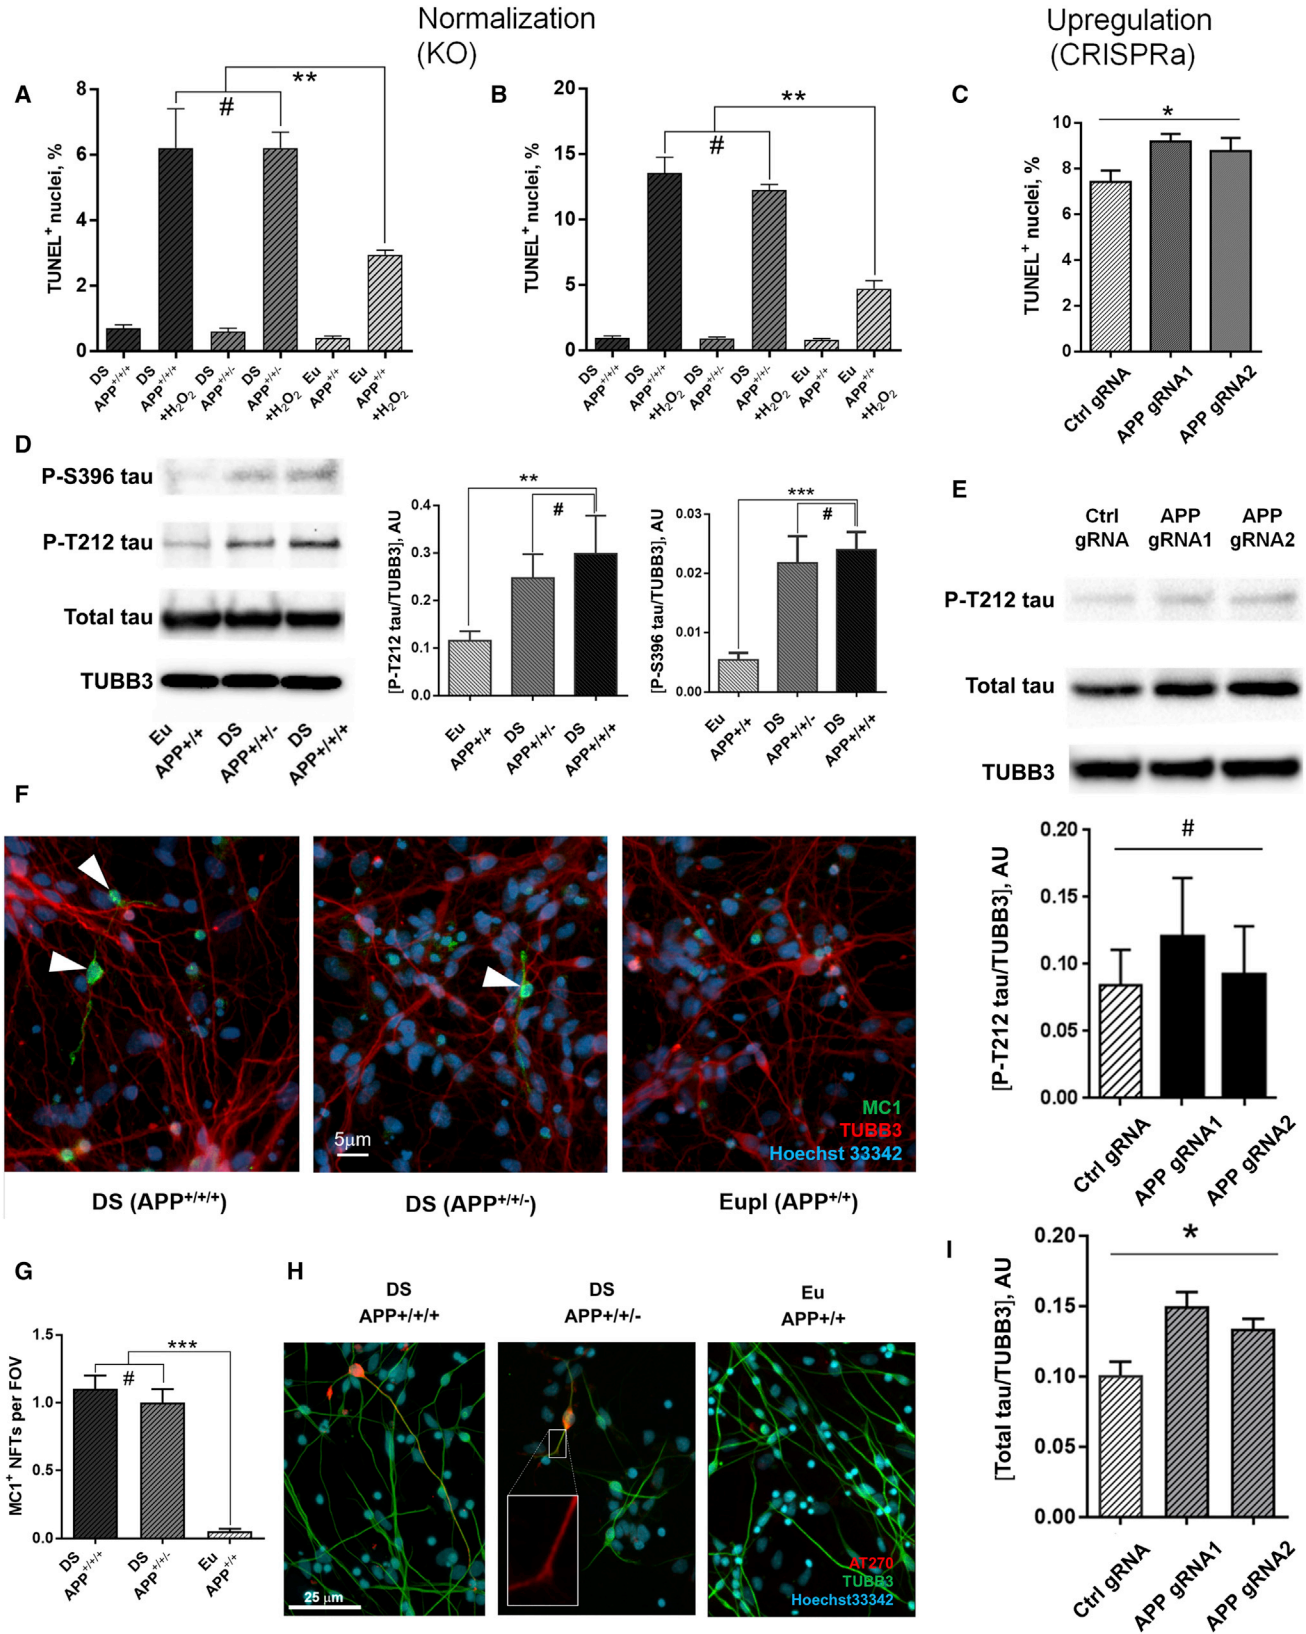 Normalization
(KO)
Upregulation
(CRISPRa)
A
TUNEL⁺ nuclei, %
8
6
4
2
0
**
#
DS
APP⁺/⁺/⁺
DS
APP⁺/⁺/⁺
+H₂O₂
DS
APP⁺/⁺/⁻
DS
APP⁺/⁺/⁻
+H₂O₂
Eu
APP⁺/⁺
Eu
APP⁺/⁺
+H₂O₂
B
TUNEL⁺ nuclei, %
20
15
10
5
0
**
#
DS
APP⁺/⁺/⁺
DS
APP⁺/⁺/⁺
+H₂O₂
DS
APP⁺/⁺/⁻
DS
APP⁺/⁺/⁻
+H₂O₂
Eu
APP⁺/⁺
Eu
APP⁺/⁺
+H₂O₂
C
TUNEL⁺ nuclei, %
10
8
6
4
2
0
*
Ctrl gRNA
APP gRNA1
APP gRNA2
D
P-S396 tau
P-T212 tau
Total tau
TUBB3
Eu
APP+/+
DS
APP+/+/-
DS
APP+/+/+
[P-T212 tau/TUBB3], AU
0.4
0.3
0.2
0.1
0.0
**
#
Eu
APP+/+
DS
APP+/+/-
DS
APP+/+/+
[P-S396 tau/TUBB3], AU
0.03
0.02
0.01
0.00
***
#
Eu
APP+/+
DS
APP+/+/-
DS
APP+/+/+
E
Ctrl
gRNA
APP
gRNA1
APP
gRNA2
P-T212 tau
Total tau
TUBB3
[P-T212 tau/TUBB3], AU
0.20
0.15
0.10
0.05
0.00
#
Ctrl gRNA
APP gRNA1
APP gRNA2
F
5µm
MC1
TUBB3
Hoechst 33342
DS (APP⁺/⁺/⁺)
DS (APP⁺/⁺/⁻)
Eupl (APP⁺/⁺)
G
MC1⁺ NFTs per FOV
1.5
1.0
0.5
0.0
***
#
DS
APP⁺/⁺/⁺
DS
APP⁺/⁺/⁻
Eu
APP⁺/⁺
H
DS
APP+/+/+
DS
APP+/+/-
Eu
APP+/+
25 µm
AT270
TUBB3
Hoechst33342
I
[Total tau/TUBB3], AU
0.20
0.15
0.10
0.05
0.00
*
Ctrl gRNA
APP gRNA1
APP gRNA2